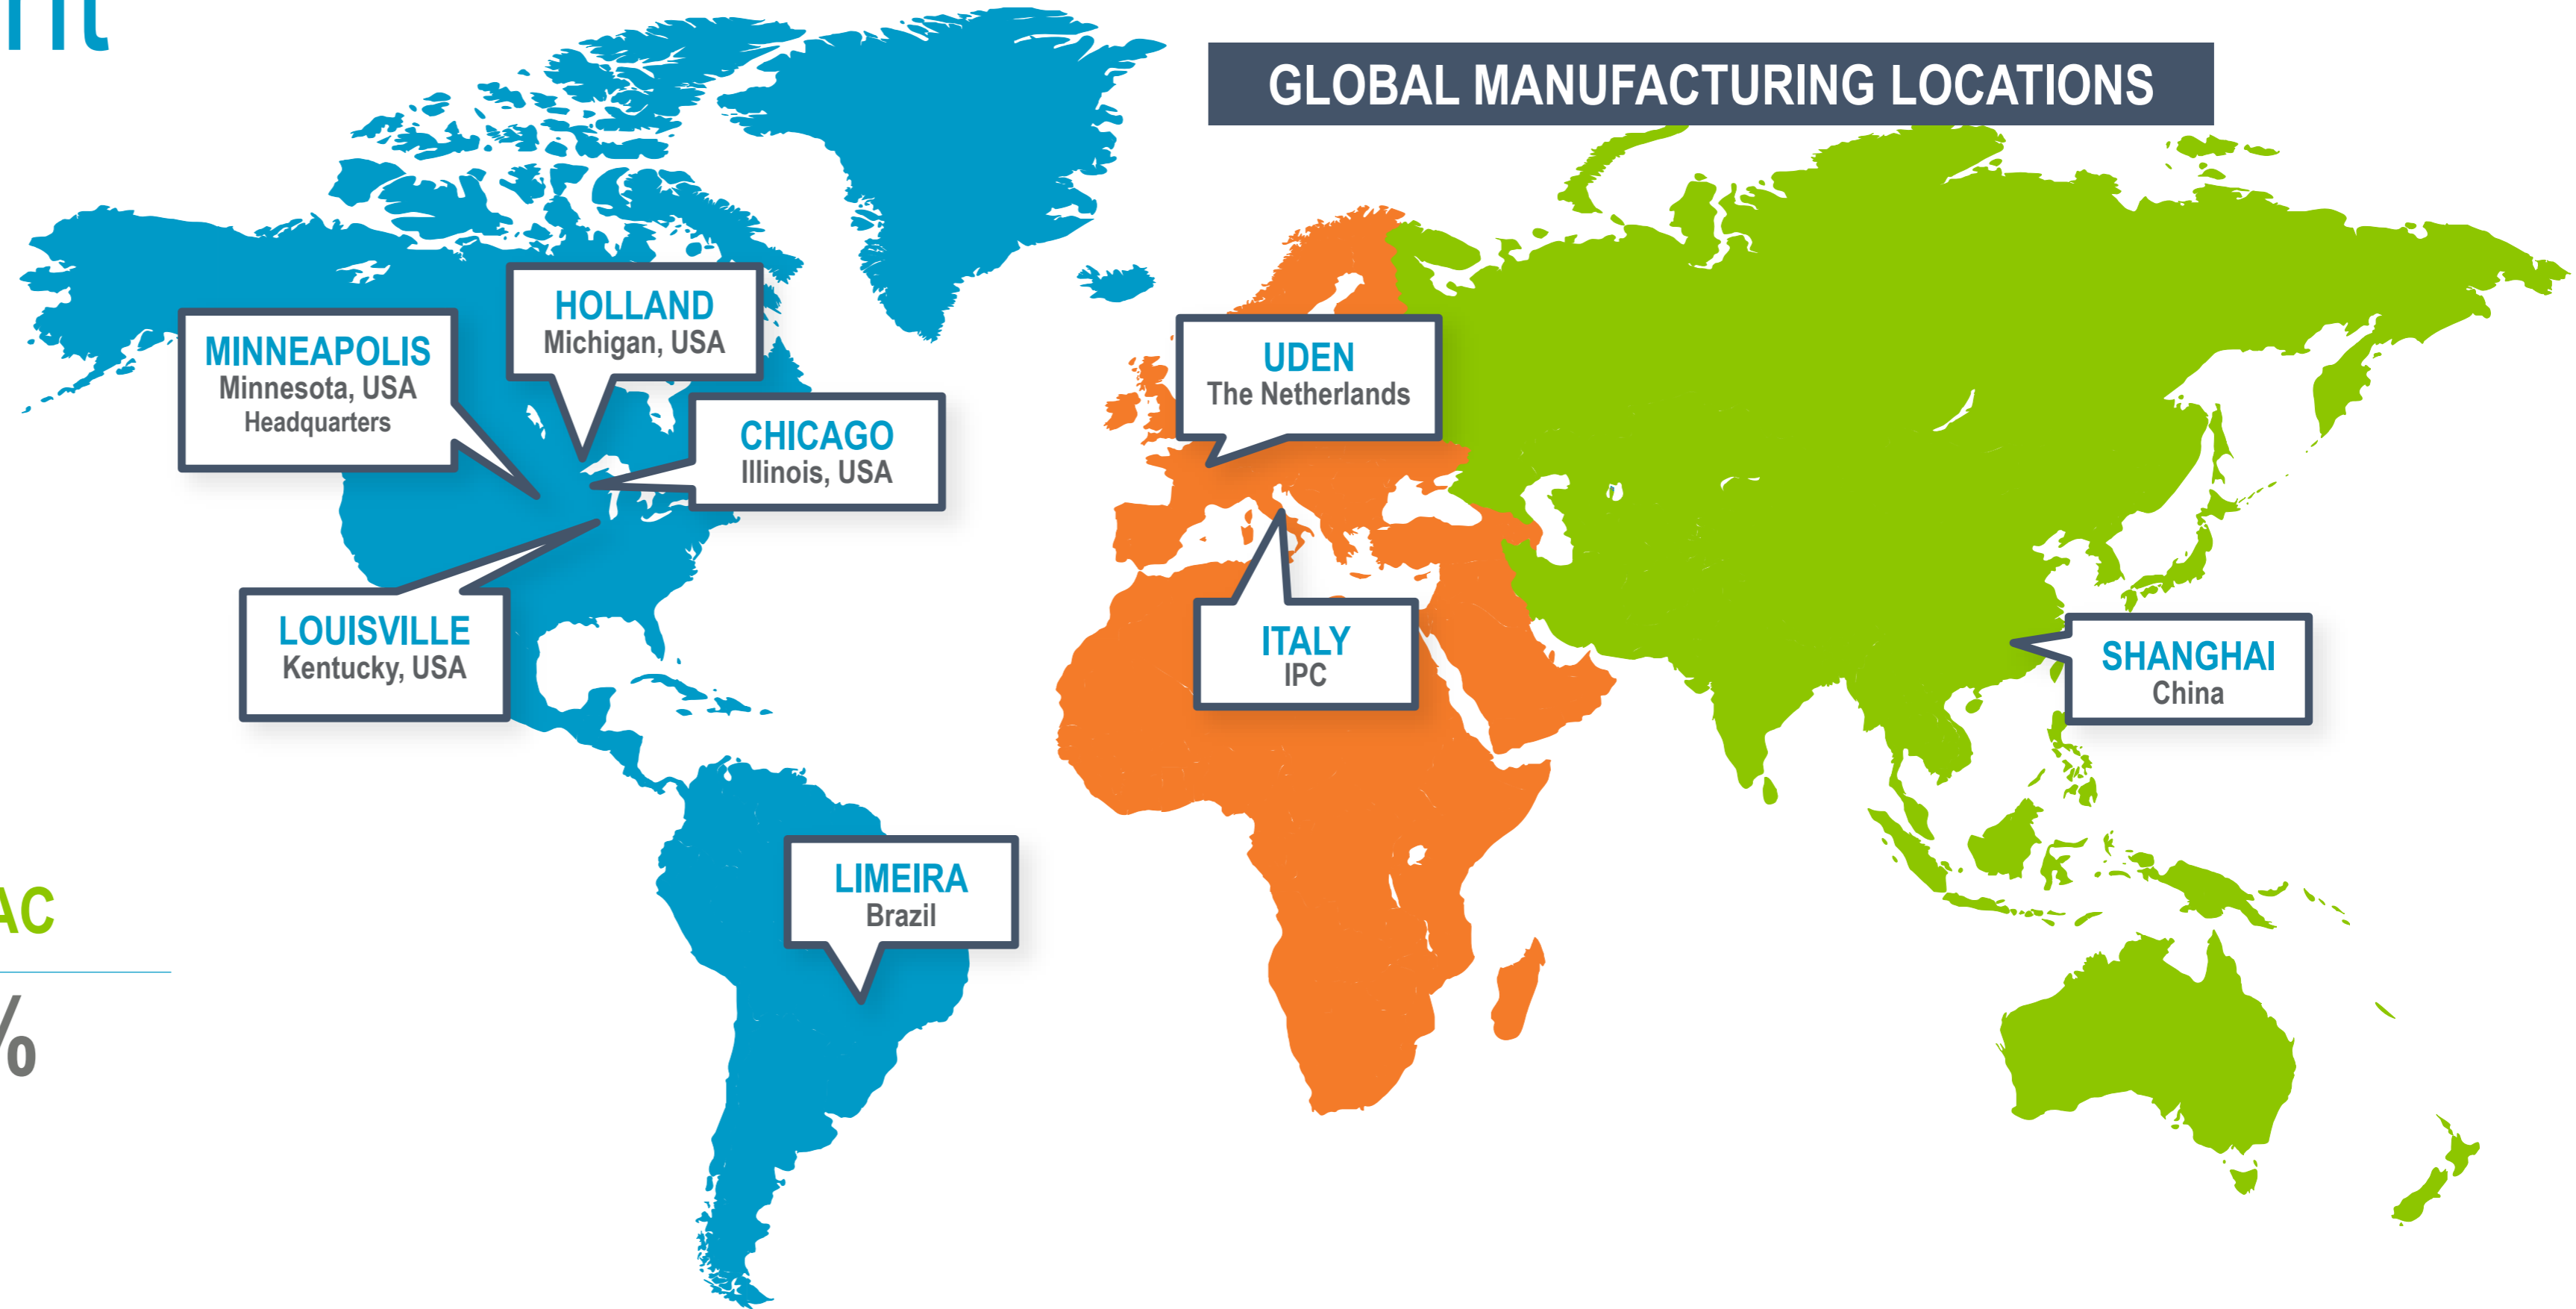 GLOBAL MANUFACTURING LOCATIONS
HOLLAND
Michigan, USA
MINNEAPOLIS
Minnesota, USA
Headquarters
CHICAGO
Illinois, USA
LOUISVILLE
Kentucky, USA
LIMEIRA
Brazil
UDEN
The Netherlands
ITALY
IPC
SHANGHAI
China
AC
%